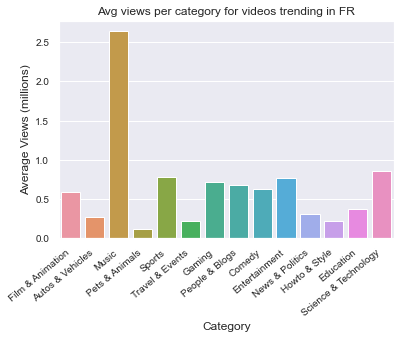 Avg views per category for videos trending in FR
Average Views (millions)
2.5
2.0
1.5
1.0
0.5
0.0
Film & Animation
Autos & Vehicles
Music
Pets & Animals
Sports
Travel & Events
Gaming
People & Blogs
Comedy
Entertainment
News & Politics
Howto & Style
Education
Science & Technology
Category